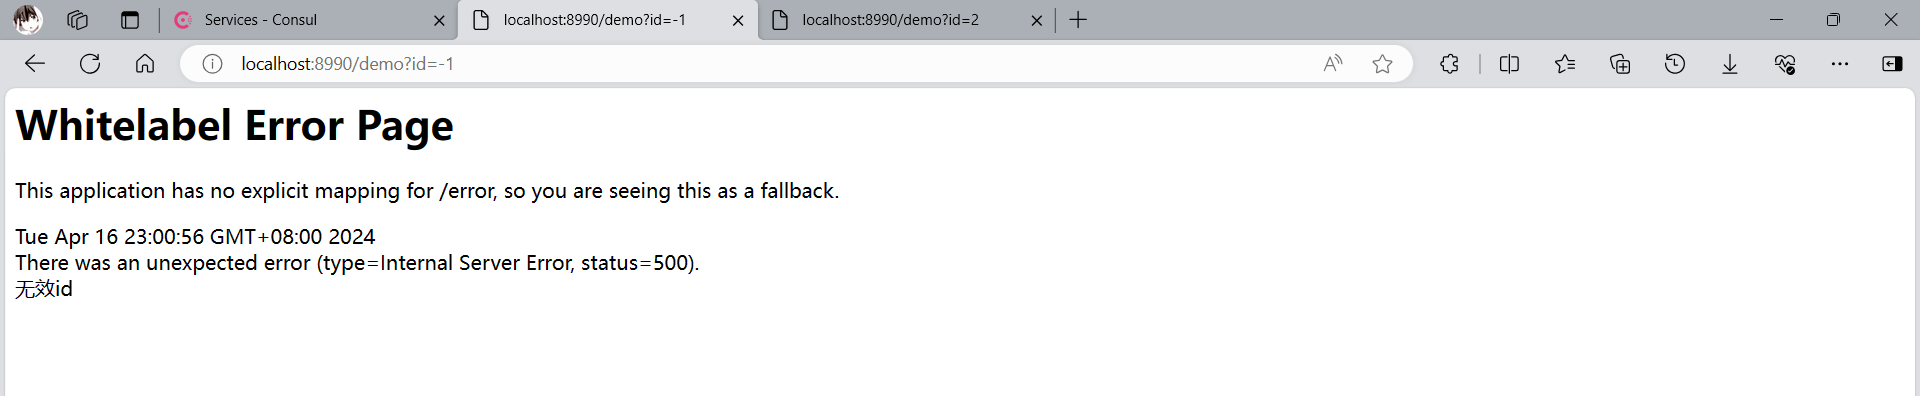 Services - Consul
localhost:8990/demo?id=-1
localhost:8990/demo?id=2
localhost:8990/demo?id=-1
Whitelabel Error Page
This application has no explicit mapping for /error, so you are seeing this as a fallback.
Tue Apr 16 23:00:56 GMT+08:00 2024
There was an unexpected error (type=Internal Server Error, status=500).
无效id